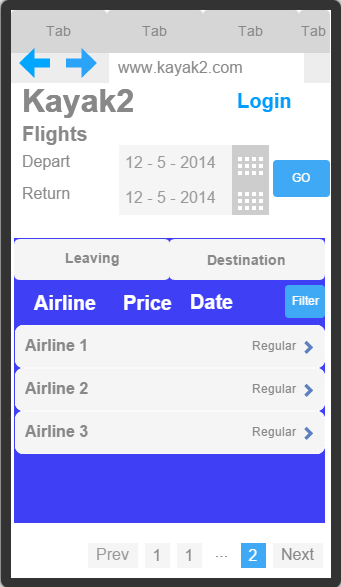 Tab Tab Tab Tab
www.kayak2.com
Kayak2 Login
Flights
Depart 12 - 5 - 2014
GO
Return 12 - 5 - 2014
Leaving Destination
Airline Price Date Filter
Airline 1 Regular
Airline 2 Regular
Airline 3 Regular
Prev 1 1 ... 2 Next